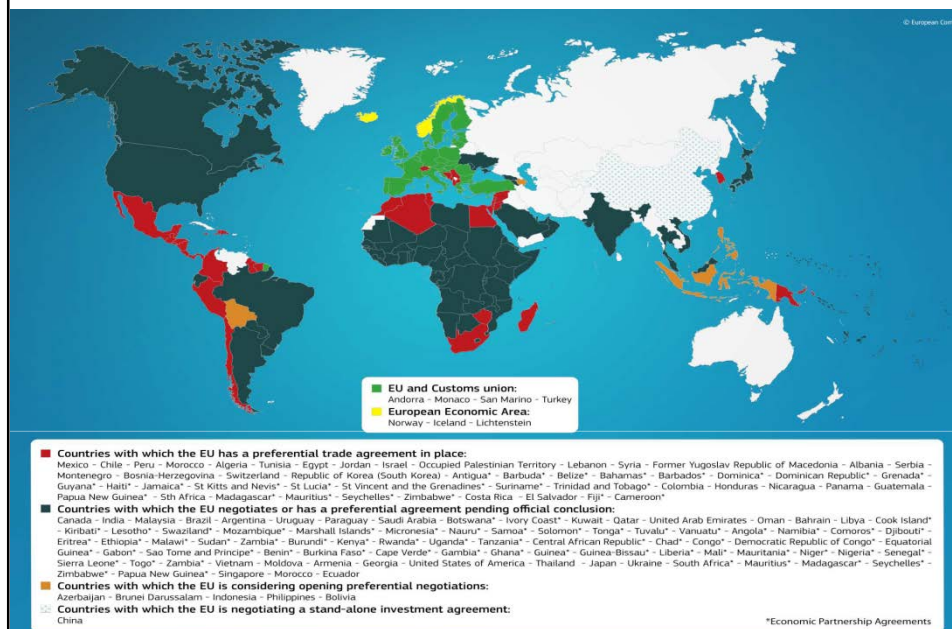 © European Com
EU and Customs union:
Andorra - Monaco - San Marino - Turkey
European Economic Area:
Norway - Iceland - Lichtenstein
Countries with which the EU has a preferential trade agreement in place:
Mexico - Chile - Peru - Morocco - Algeria - Tunisia - Egypt - Jordan - Israel - Occupied Palestinian Territory - Lebanon - Syria - Former Yugoslav Republic of Macedonia - Albania - Serbia -
Montenegro - Bosnia-Herzegovina - Switzerland - Republic of Korea (South Korea) - Antigua* - Barbuda* - Belize* - Bahamas* - Barbados* - Dominica* - Dominican Republic* - Grenada* -
Guyana* - Haiti* - Jamaica* - St Kitts and Nevis* - St Lucia* - St Vincent and the Grenadines* - Suriname* - Trinidad and Tobago* - Colombia - Honduras - Nicaragua - Panama - Guatemala -
Papua New Guinea* - Sth Africa - Madagascar* - Mauritius* - Seychelles* - Zimbabwe* - Costa Rica - El Salvador - Fiji* - Cameroon*
Countries with which the EU negotiates or has a preferential agreement pending official conclusion:
Canada - India - Malaysia - Brazil - Argentina - Uruguay - Paraguay - Saudi Arabia - Botswana* - Ivory Coast* - Kuwait - Qatar - United Arab Emirates - Oman - Bahrain - Libya - Cook Island*
- Kiribati* - Lesotho* - Swaziland* - Mozambique* - Marshall Islands* - Micronesia - Nauru* - Samoa* - Solomon* - Tonga* - Tuvalu* - Vanuatu* - Angola* - Namibia* - Comoros* - Djibouti* -
Eritrea* - Ethiopia* - Malawi* - Sudan* - Zambia* - Burundi* - Kenya* - Rwanda* - Uganda* - Tanzania* - Central African Republic* - Chad* - Congo* - Democratic Republic of Congo* - Equatorial
Guinea* - Gabon* - Sao Tome and Principe* - Benin* - Burkina Faso* - Cape Verde* - Gambia* - Ghana* - Guinea* - Guinea-Bissau* - Liberia* - Mali* - Mauritania* - Niger* - Nigeria* - Senegal* -
Sierra Leone* - Togo* - Zambia* - Vietnam - Moldova - Armenia - Georgia - United States of America - Thailand - Japan - Ukraine - South Africa* - Mauritius* - Madagascar* - Seychelles* -
Zimbabwe* - Papua New Guinea* - Singapore - Morocco - Ecuador
Countries with which the EU is considering opening preferential negotiations:
Azerbaijan - Brunei Darussalam - Indonesia - Philippines - Bolivia
Countries with which the EU is negotiating a stand-alone investment agreement:
China
*Economic Partnership Agreements